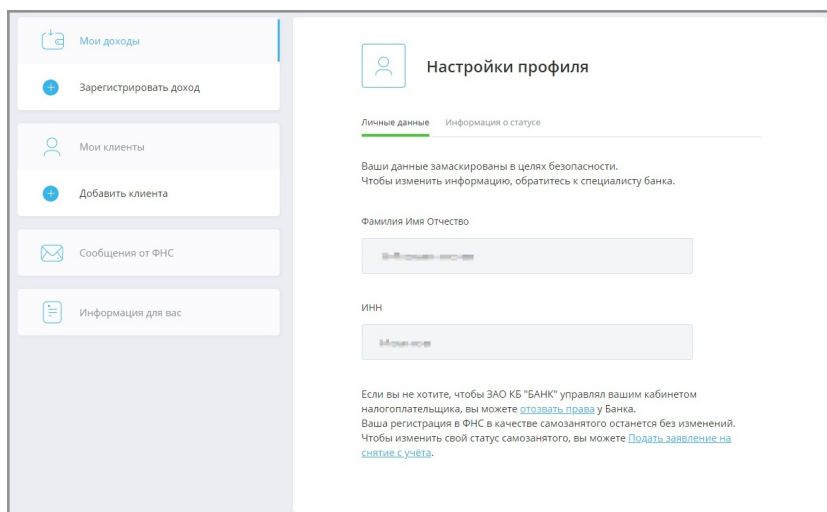 Мои доходы
Зарегистрировать доход
Мои клиенты
Добавить клиента
Сообщения от ФНС
Информация для вас
Настройки профиля
Личные данные
Информация о статусе
Ваши данные замаскированы в целях безопасности.
Чтобы изменить информацию, обратитесь к специалисту банка.
Фамилия Имя Отчество
ИНН
Если вы не хотите, чтобы ЗАО КБ "БАНК" управлял вашим кабинетом
налогоплательщика, вы можете отозвать права у Банка.
Ваша регистрация в ФНС в качестве самозанятого останется без изменений.
Чтобы изменить свой статус самозанятого, вы можете Подать заявление на
снятие с учёта.